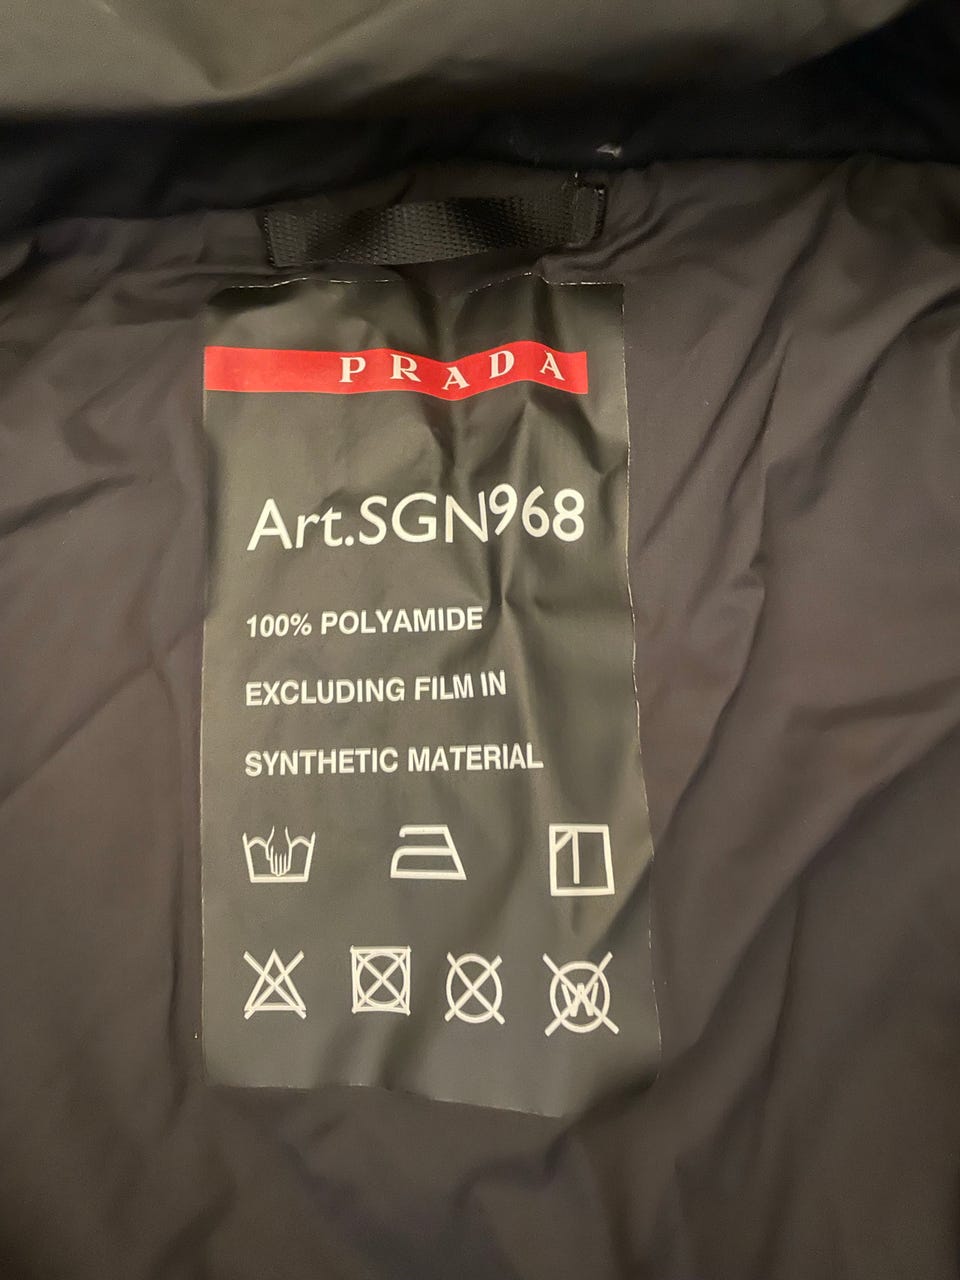 PRADA
Art.SGN968
100% POLYAMIDE
EXCLUDING FILM IN
SYNTHETIC MATERIAL
W